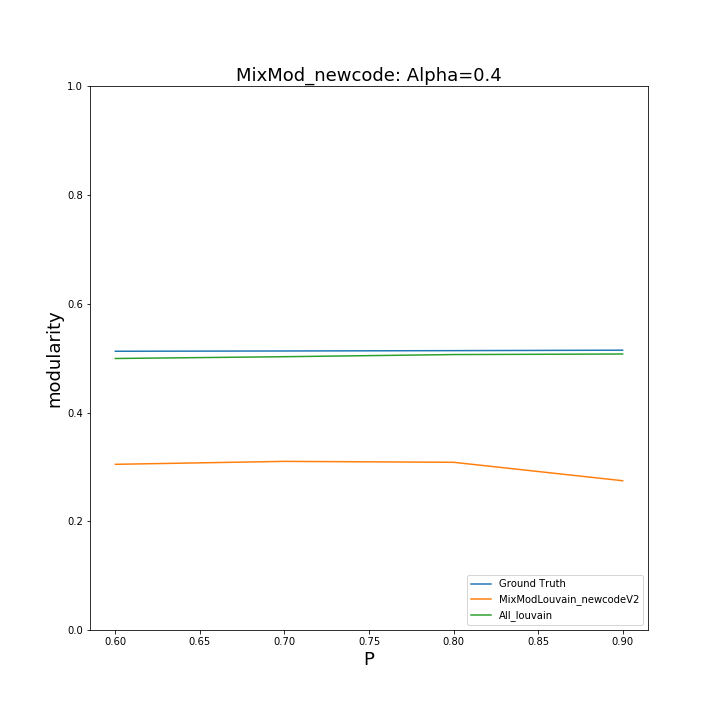 MixMod_newcode: Alpha=0.4
1.0
0.8
0.6
0.4
0.2
0.0
modularity
0.60 0.65 0.70 0.75 0.80 0.85 0.90
P
Ground Truth
MixModLouvain_newcodeV2
All_louvain